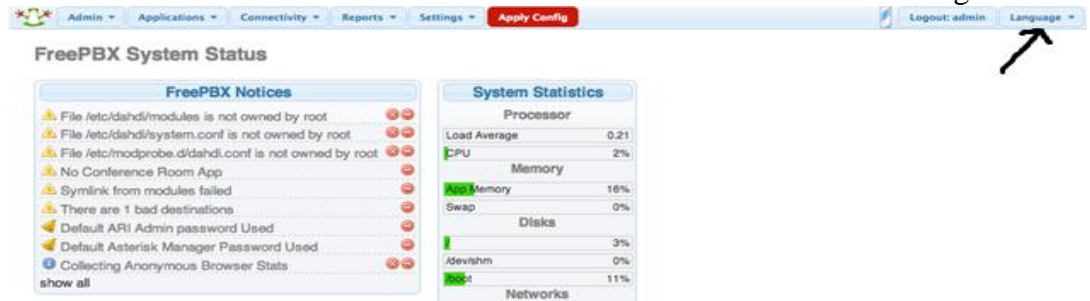 Admin Applications Connectivity Reports Settings Apply Config Logout: admin Language
FreePBX System Status
FreePBX Notices
File /etc/dahdi/modules is not owned by root
File /etc/dahdi/system.conf is not owned by root
File /etc/modprobe.d/dahdi.conf is not owned by root
No Conference Room App
Symlink from modules failed
There are 1 bad destinations
Default ARI Admin password Used
Default Asterisk Manager Password Used
Collecting Anonymous Browser Stats
show all
System Statistics
Processor
Load Average 0.21
CPU 2%
Memory
App Memory 16%
Swap 0%
Disks
/ 3%
/dev/shm 0%
/boot 11%
Networks